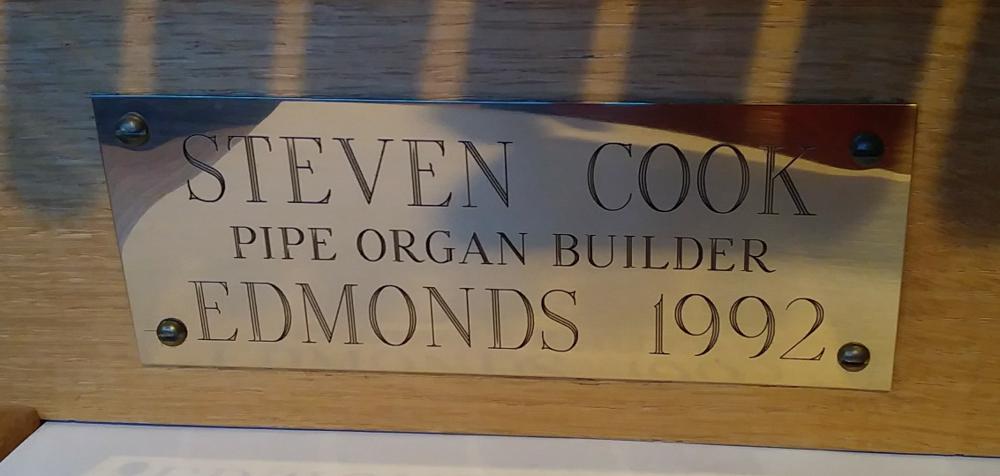 STEVEN COOK
PIPE ORGAN BUILDER
EDMONDS 1992